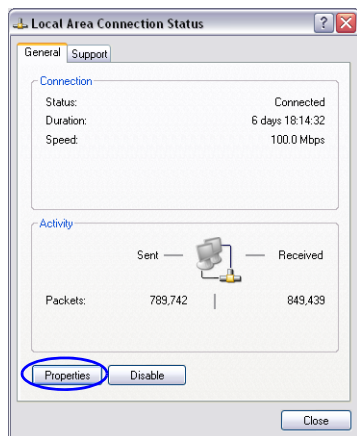 Local Area Connection Status
General Support
Connection
Status: Connected
Duration: 6 days 18:14:32
Speed: 100.0 Mbps
Activity
Sent — — Received
Packets: 789,742 | 849,439
Properties Disable
Close